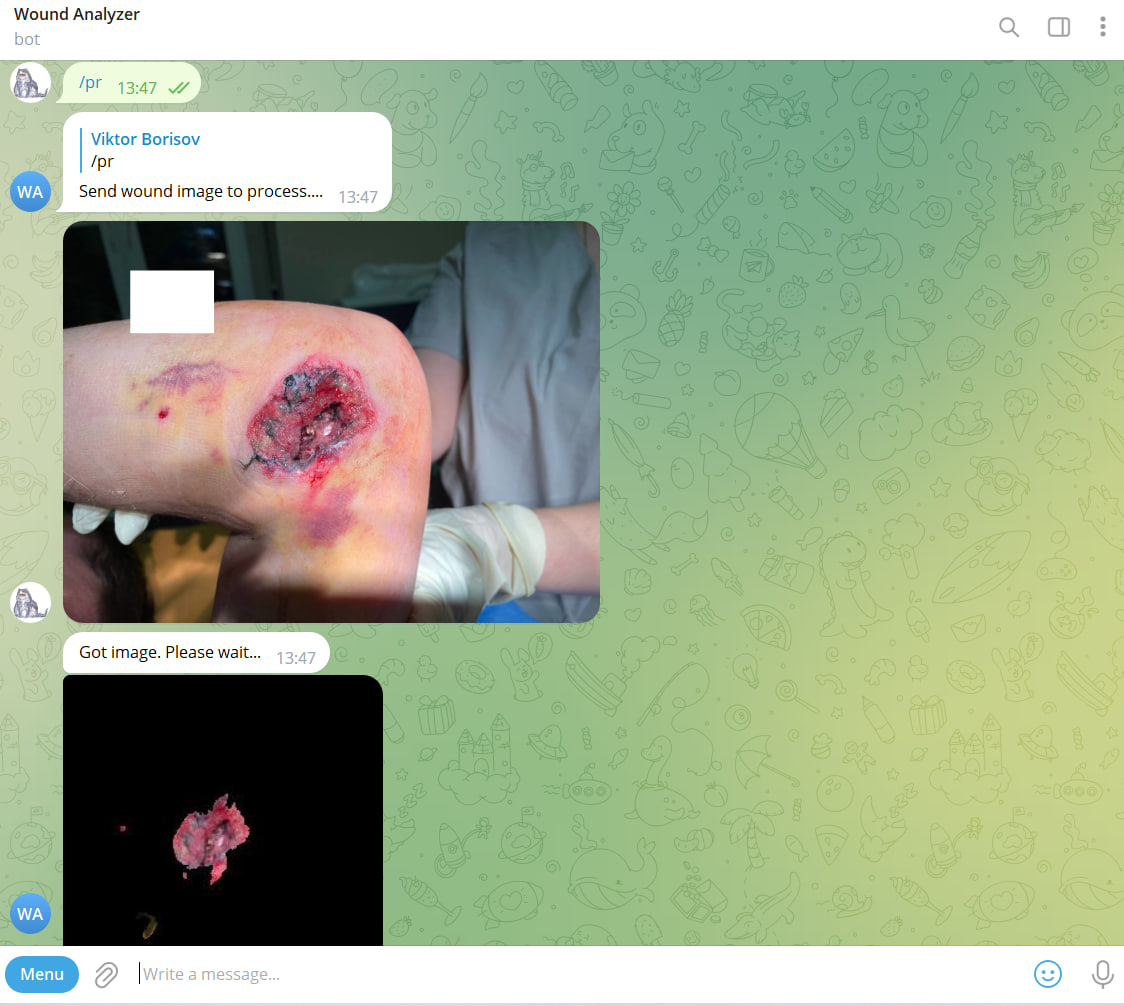 Wound Analyzer
bot
/pr 13:47
Viktor Borisov
/pr
Send wound image to process.... 13:47
WA
Got image. Please wait... 13:47
WA
Menu
Write a message...